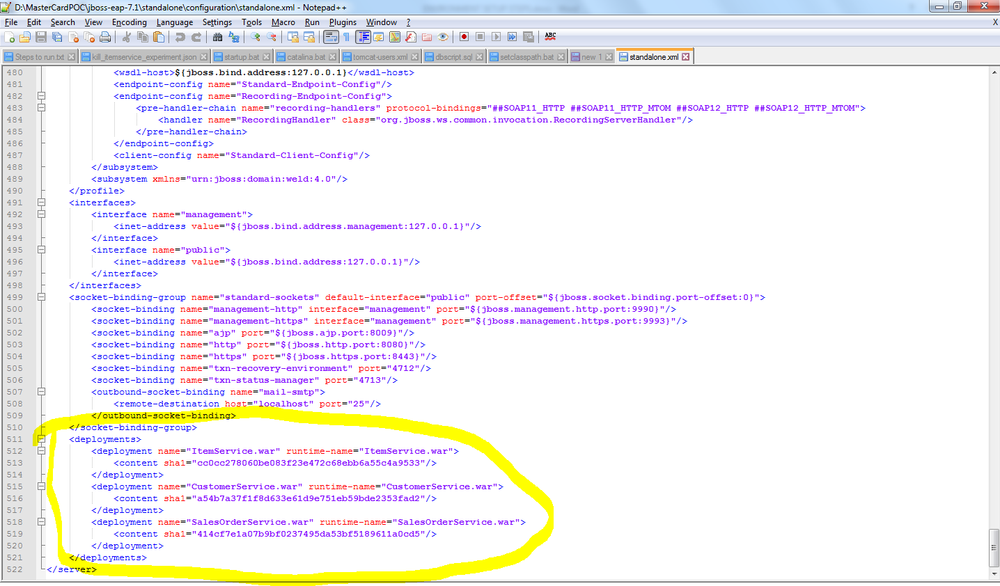 D:\MasterCardPOC\jboss-eap-7.1\standalone\configuration\standalone.xml - Notepad++
File Edit Search View Encoding Language Settings Tools Macro Run Plugins Window ? X
Steps to run.txt kill_itemservice_experiment.json startup.bat catalina.bat tomcat-users.xml dbscript.sql setclasspath.bat new 1 standalone.xml
480 <wsdl-host>${jboss.bind.address:127.0.0.1}</wsdl-host>
481 <endpoint-config name="Standard-Endpoint-Config"/>
482 <endpoint-config name="Recording-Endpoint-Config">
483 <pre-handler-chain name="recording-handlers" protocol-bindings="##SOAP11_HTTP ##SOAP11_HTTP_MTOM ##SOAP12_HTTP ##SOAP12_HTTP_MTOM">
484 <handler name="RecordingHandler" class="org.jboss.ws.common.invocation.RecordingServerHandler"/>
485 </pre-handler-chain>
486 </endpoint-config>
487 <client-config name="Standard-Client-Config"/>
488 </subsystem>
489 <subsystem xmlns="urn:jboss:domain:weld:4.0"/>
490 </profile>
491 <interfaces>
492 <interface name="management">
493 <inet-address value="${jboss.bind.address.management:127.0.0.1}"/>
494 </interface>
495 <interface name="public">
496 <inet-address value="${jboss.bind.address:127.0.0.1}"/>
497 </interface>
498 </interfaces>
499 <socket-binding-group name="standard-sockets" default-interface="public" port-offset="${jboss.socket.binding.port-offset:0}">
500 <socket-binding name="management-http" interface="management" port="${jboss.management.http.port:9990}"/>
501 <socket-binding name="management-https" interface="management" port="${jboss.management.https.port:9993}"/>
502 <socket-binding name="ajp" port="${jboss.ajp.port:8009}"/>
503 <socket-binding name="http" port="${jboss.http.port:8080}"/>
504 <socket-binding name="https" port="${jboss.https.port:8443}"/>
505 <socket-binding name="txn-recovery-environment" port="4712"/>
506 <socket-binding name="txn-status-manager" port="4713"/>
507 <outbound-socket-binding name="mail-smtp">
508 <remote-destination host="localhost" port="25"/>
509 </outbound-socket-binding>
510 </socket-binding-group>
511 <deployments>
512 <deployment name="ItemService.war" runtime-name="ItemService.war">
513 <content sha1="cc0cc278060be083f23e472c68ebb6a55c4a9533"/>
514 </deployment>
515 <deployment name="CustomerService.war" runtime-name="CustomerService.war">
516 <content sha1="a54b7a37f1f8d633e61d9e751eb59bde2353fad2"/>
517 </deployment>
518 <deployment name="SalesOrderService.war" runtime-name="SalesOrderService.war">
519 <content sha1="414cf7e1a07b9bf0237495da53bf5189611a0cd5"/>
520 </deployment>
521 </deployments>
522 </server>